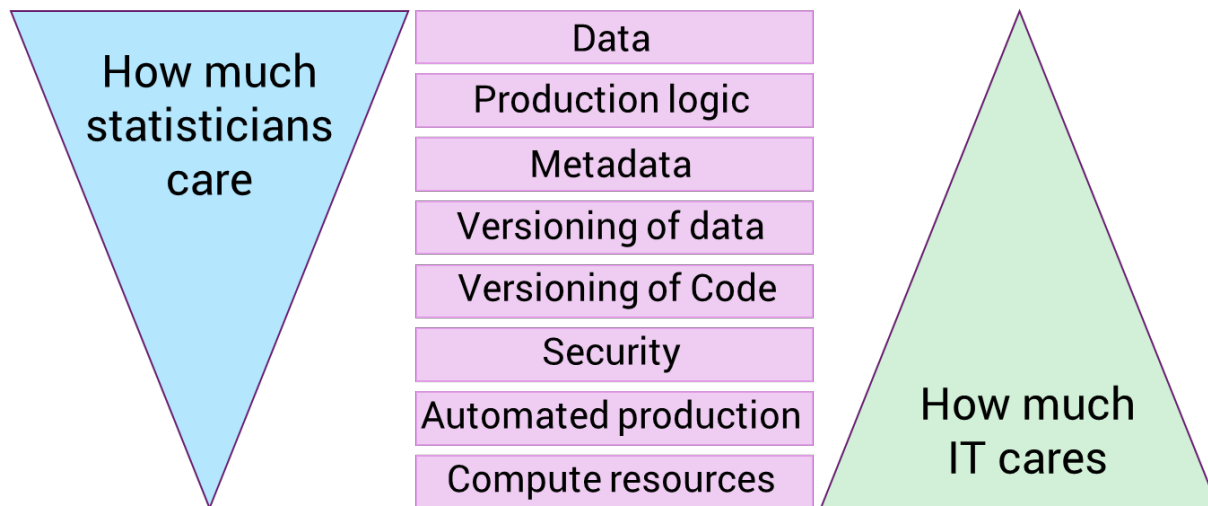 How much
statisticians
care
Data
Production logic
Metadata
Versioning of data
Versioning of Code
Security
Automated production
Compute resources
How much
IT cares